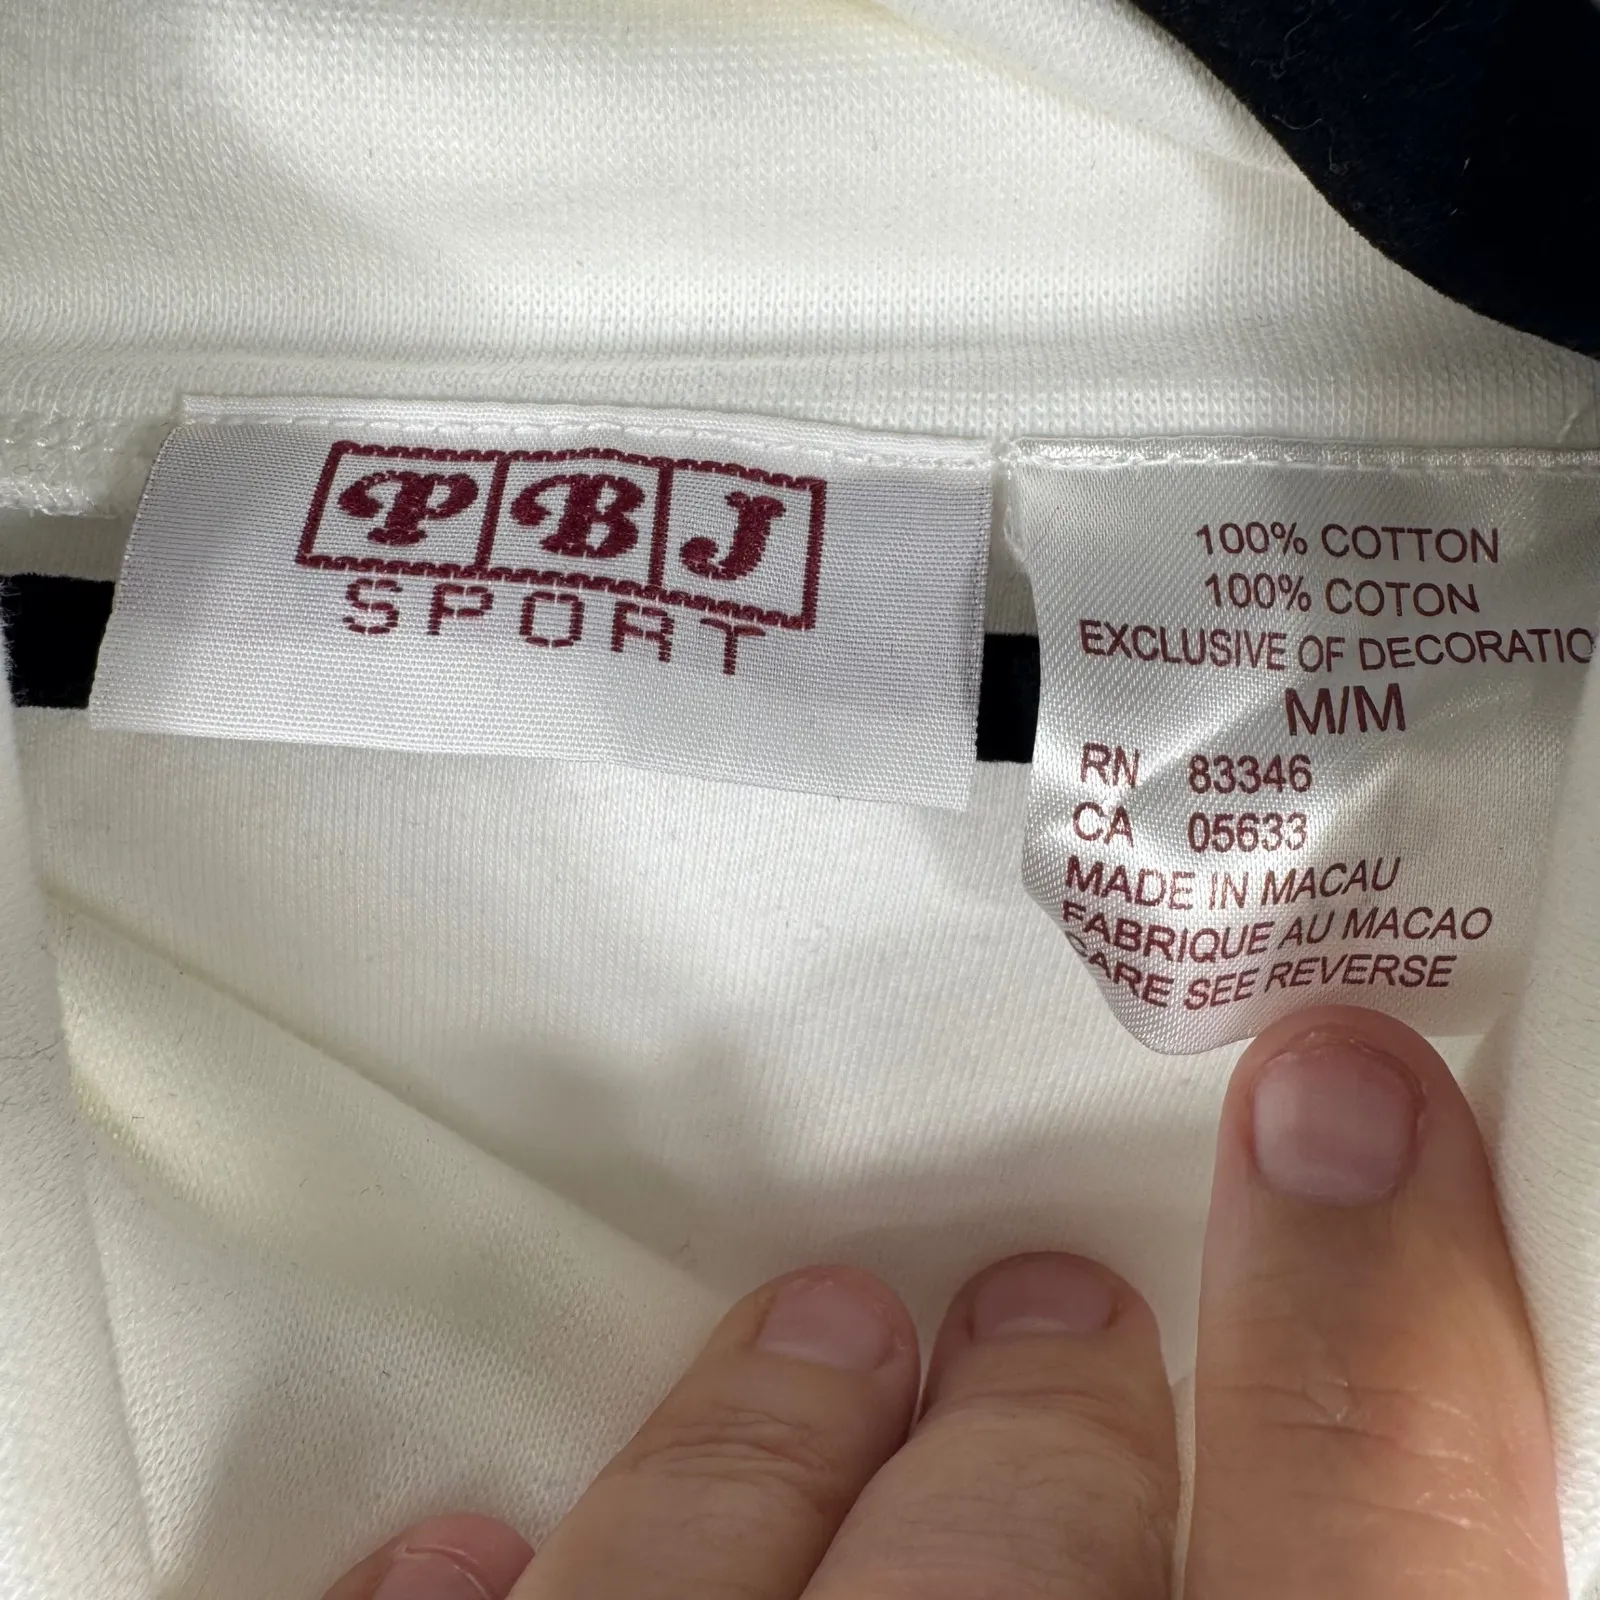 PBJ
SPORT
100% COTTON
100% COTON
EXCLUSIVE OF DECORATIO
M/M
RN 83346
CA 05633
MADE IN MACAU
FABRIQUE AU MACAO
CARE SEE REVERSE